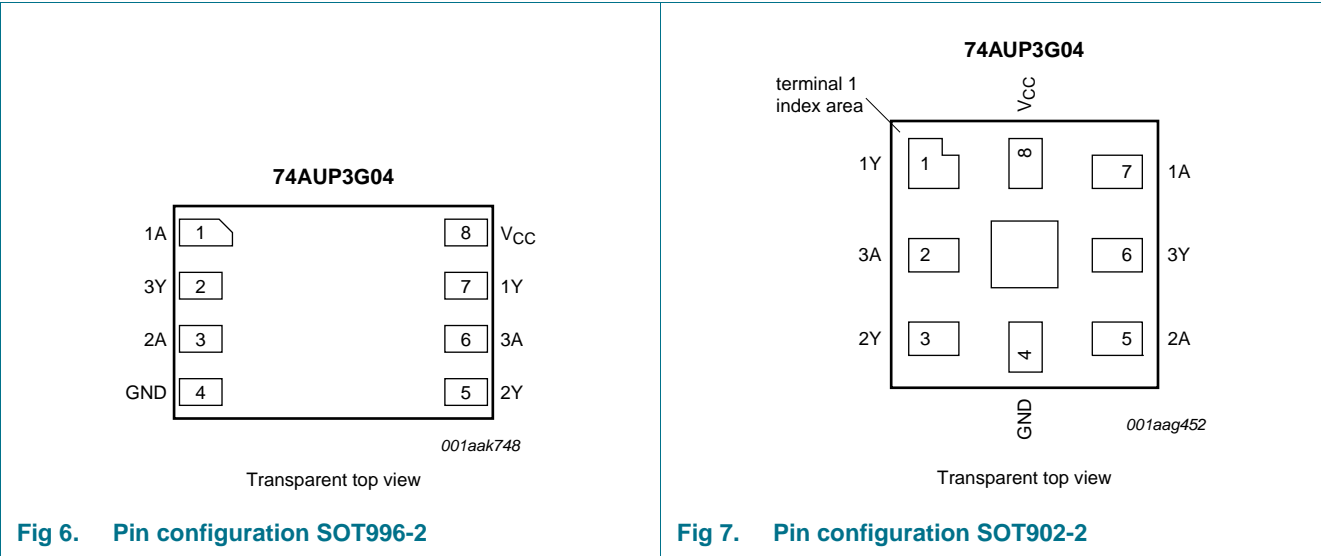 74AUP3G04
1A 1 8 VCC
3Y 2 7 1Y
2A 3 6 3A
GND 4 5 2Y
001aak748
Transparent top view
Fig 6. Pin configuration SOT996-2
74AUP3G04
terminal 1
index area
VCC
1Y 1 8 7 1A
3A 2 6 3Y
2Y 3 4 5 2A
GND
001aag452
Transparent top view
Fig 7. Pin configuration SOT902-2